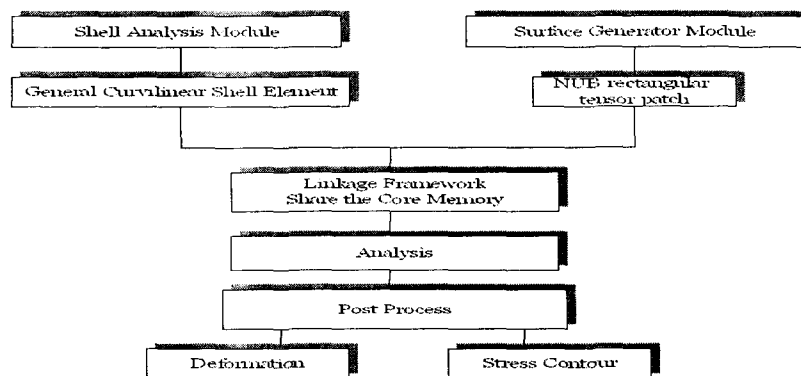 Shell Analysis Module
Surface Generator Module
General Curvilinear Shell Element
NUB rectangular
tensor patch
Linkage Framework
Share the Core Memory
Analysis
Post Process
Deformation
Stress Contour